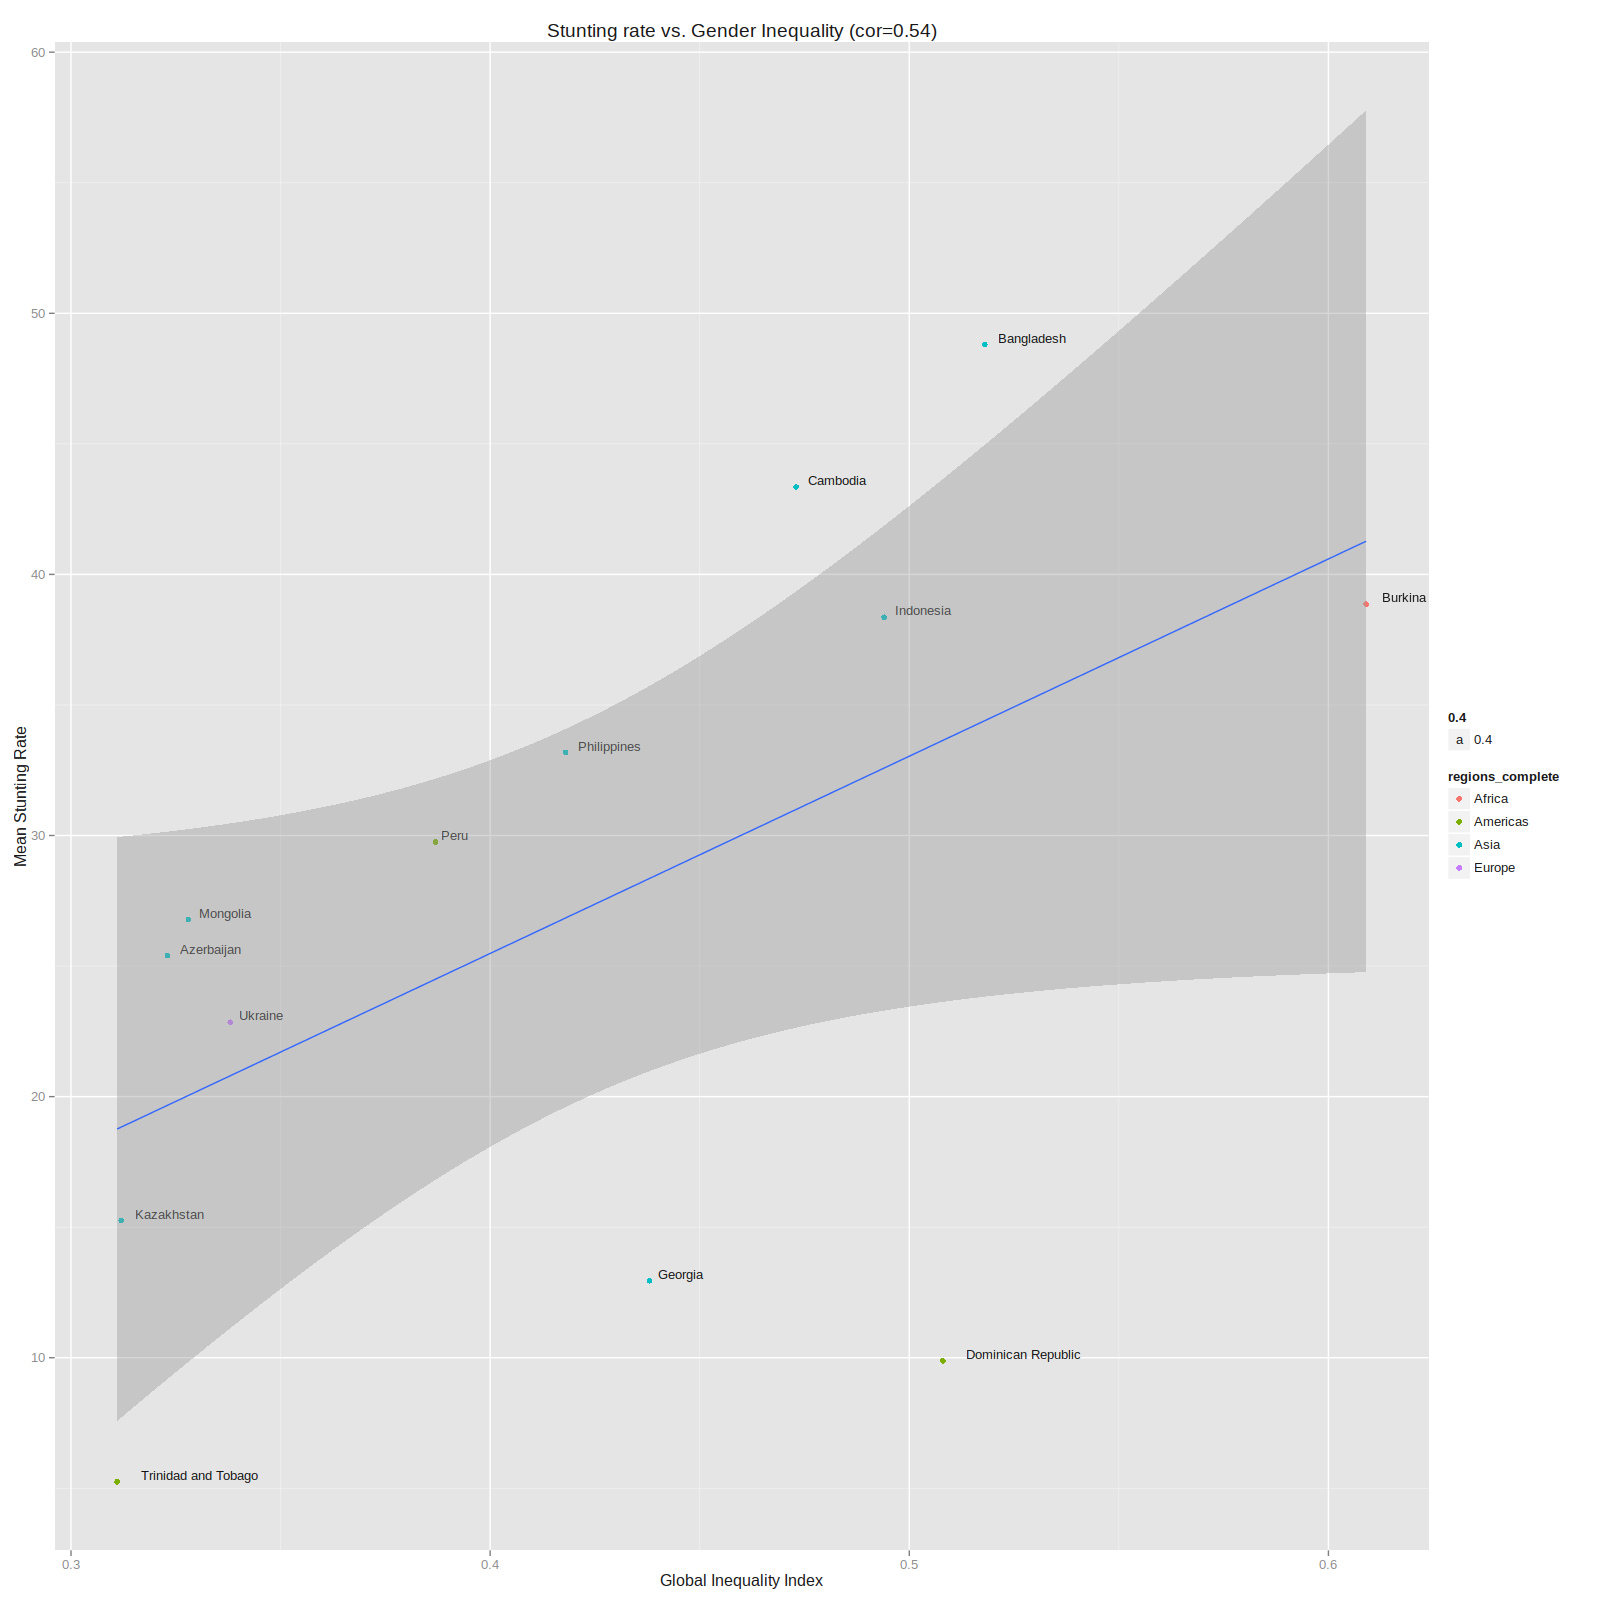 Stunting rate vs. Gender Inequality (cor=0.54)
60
50
40
30
20
10
Mean Stunting Rate
Bangladesh
Cambodia
Burkina
Indonesia
Philippines
Peru
Mongolia
Azerbaijan
Ukraine
Kazakhstan
Georgia
Dominican Republic
Trinidad and Tobago
0.3
0.4
0.5
0.6
Global Inequality Index
0.4
a 0.4
regions_complete
Africa
Americas
Asia
Europe